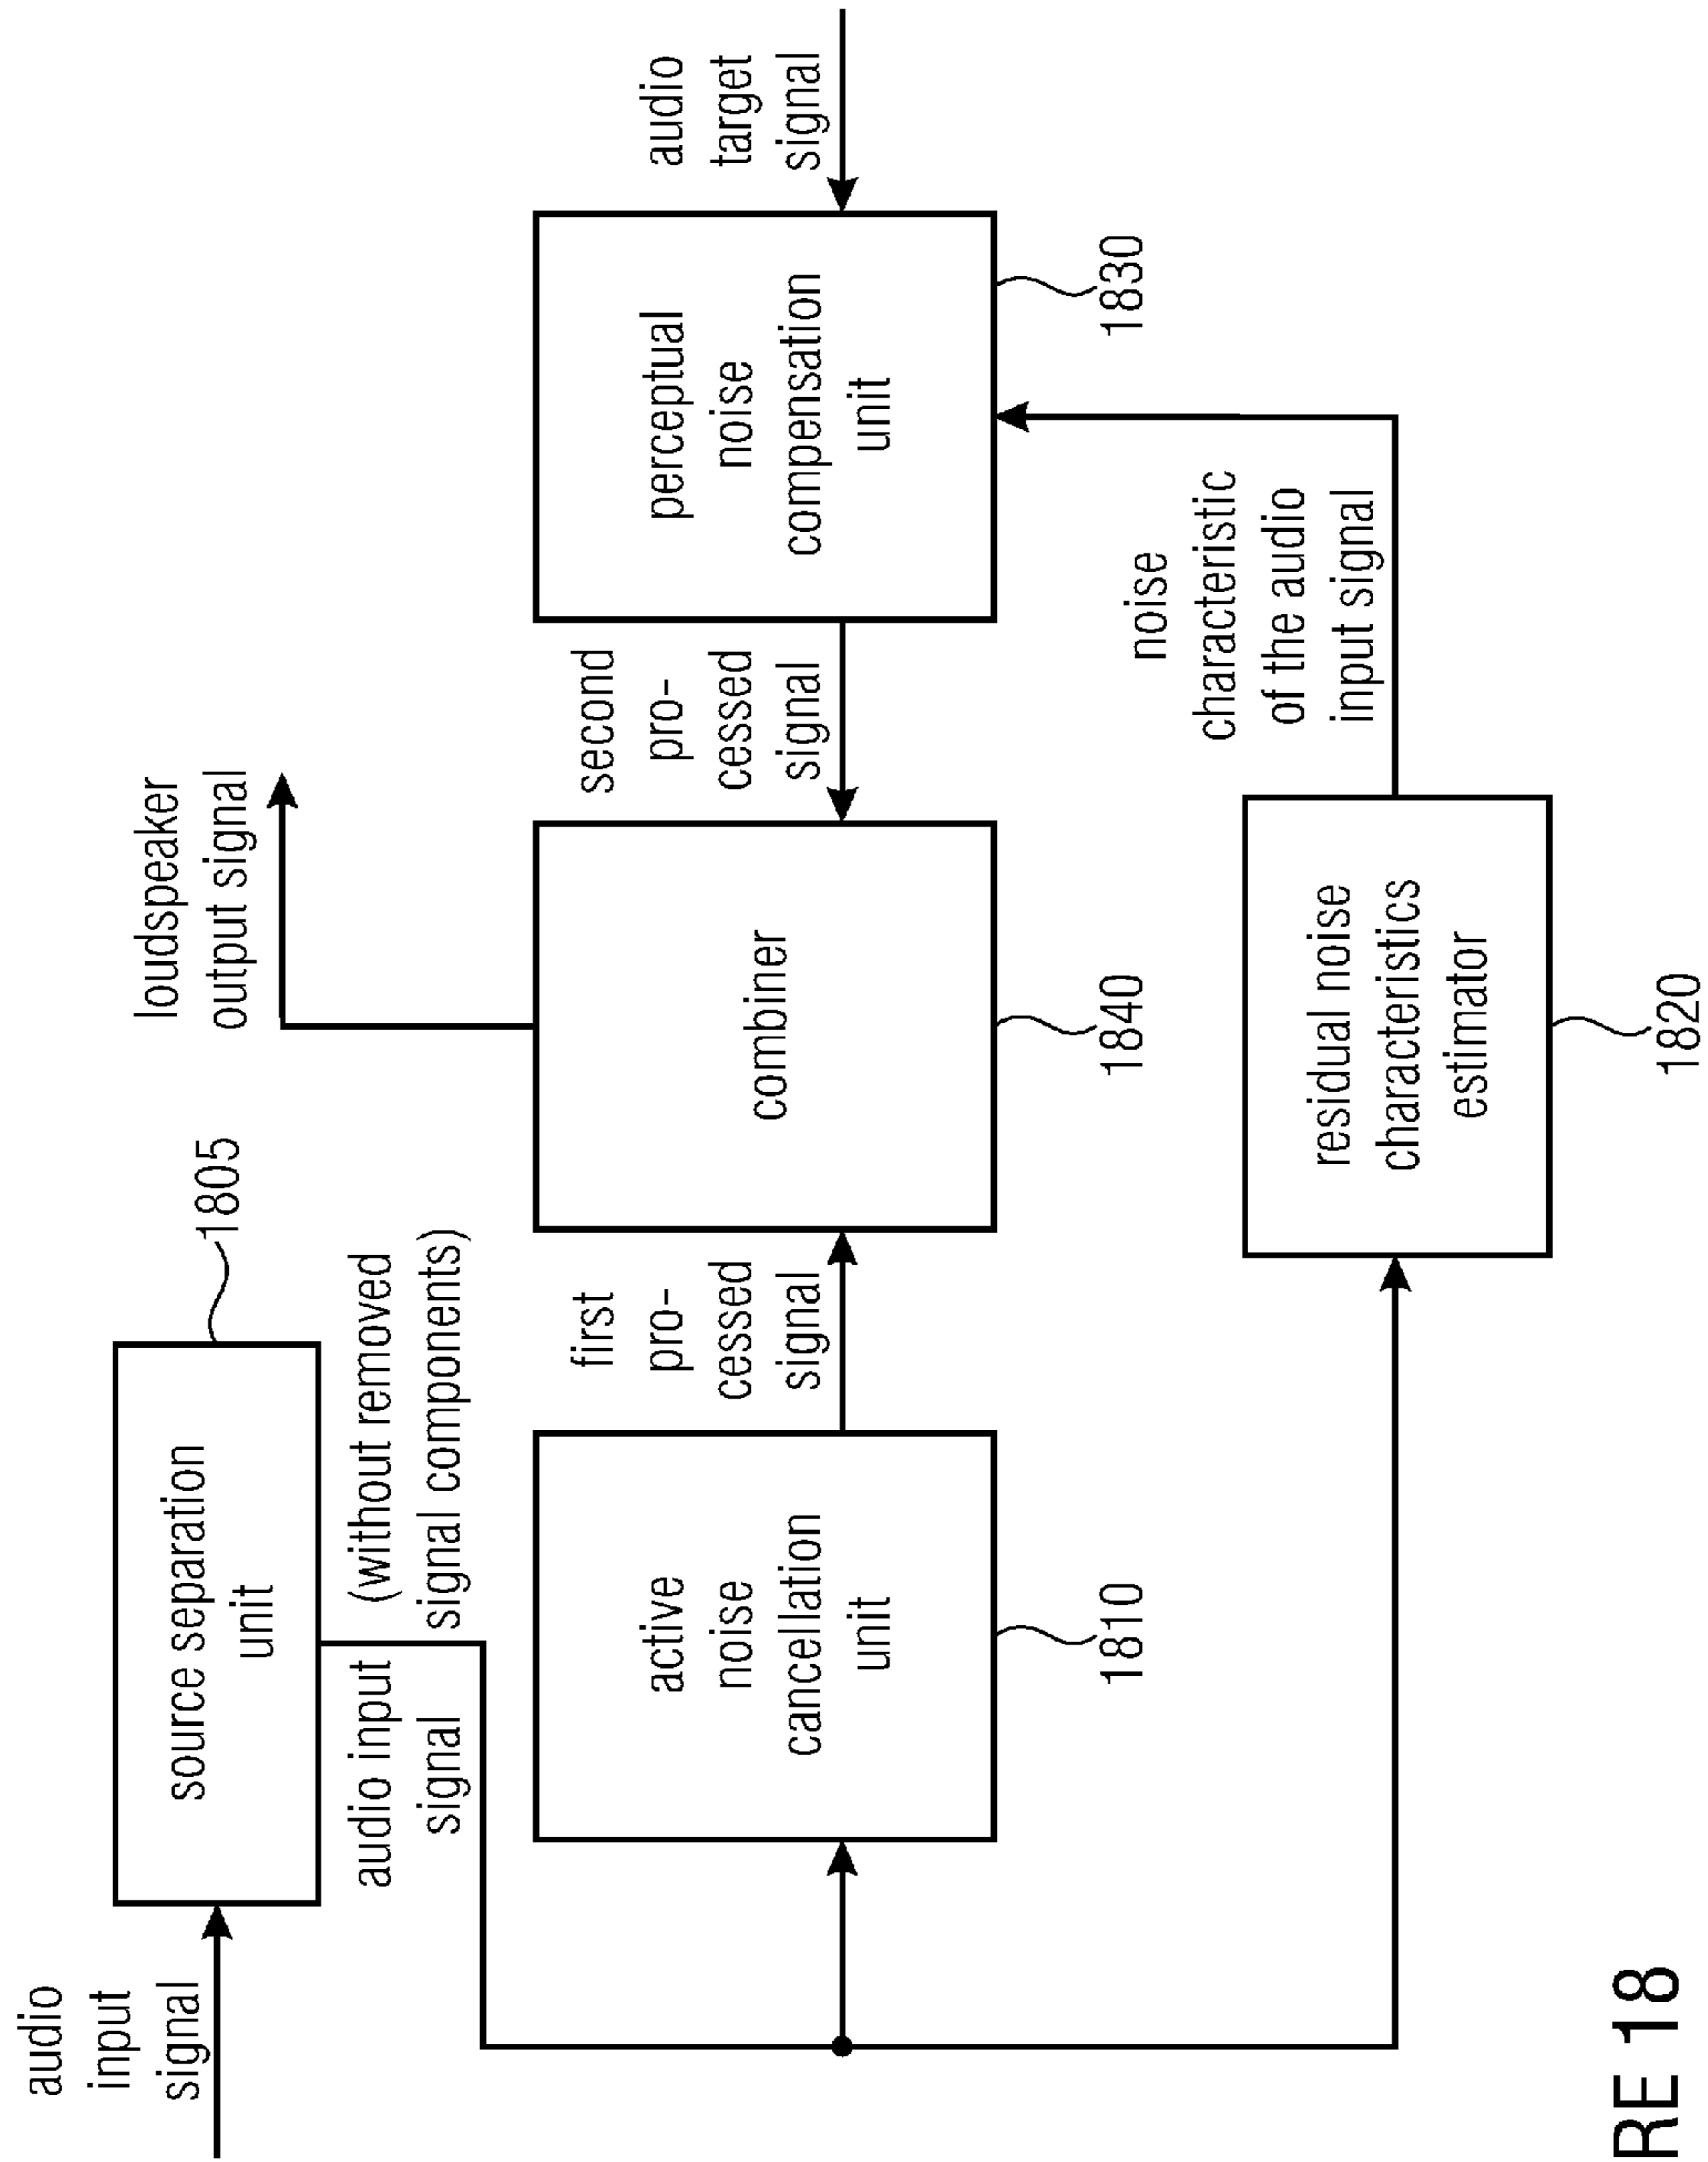 audio
input
signal
source separation
unit
1805
audio input
signal
(without removed
signal components)
loudspeaker
output signal
active
noise
cancellation
unit
1810
first
pro-
cessed
signal
combiner
1840
second
pro-
cessed
signal
perceptual
noise
compensation
unit
1830
audio
target
signal
residual noise
characteristics
estimator
1820
noise
characteristic
of the audio
input signal
RE 18